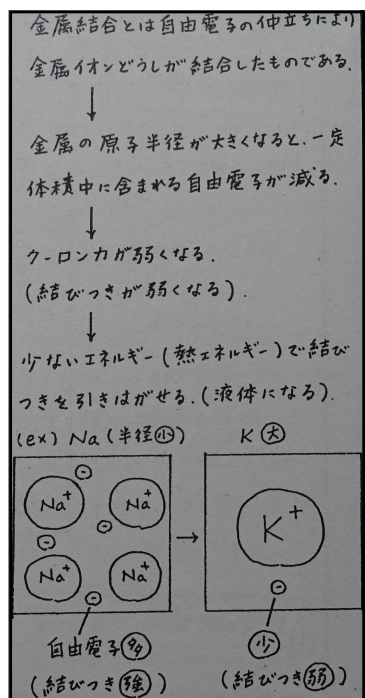 金属結合とは自由電子の仲立ちにより
金属イオンどうしが結合したものである.
↓
金属の原子半径が大きくなると、一定
体積中に含まれる自由電子が減る.
↓
クーロン力が弱くなる.
(結びつきが弱くなる).
↓
少ないエネルギー(熱エネルギー)で結び
つきを引きはがせる.(液体になる).
(ex) Na (半径㊙小) K 大
Na⁺ Na⁺ → K⁺
Na⁺ Na⁺
自由電子 多 少
(結びつき 強) (結びつき 弱)